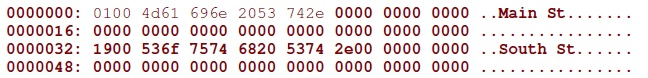 0000000: 0100 4d61 696e 2053 742e 0000 0000 0000 ..Main St.......
0000016: 0000 0000 0000 0000 0000 0000 0000 0000 ................
0000032: 1900 536f 7574 6820 5374 2e00 0000 0000 ..South St......
0000048: 0000 0000 0000 0000 0000 0000 0000 0000 ................